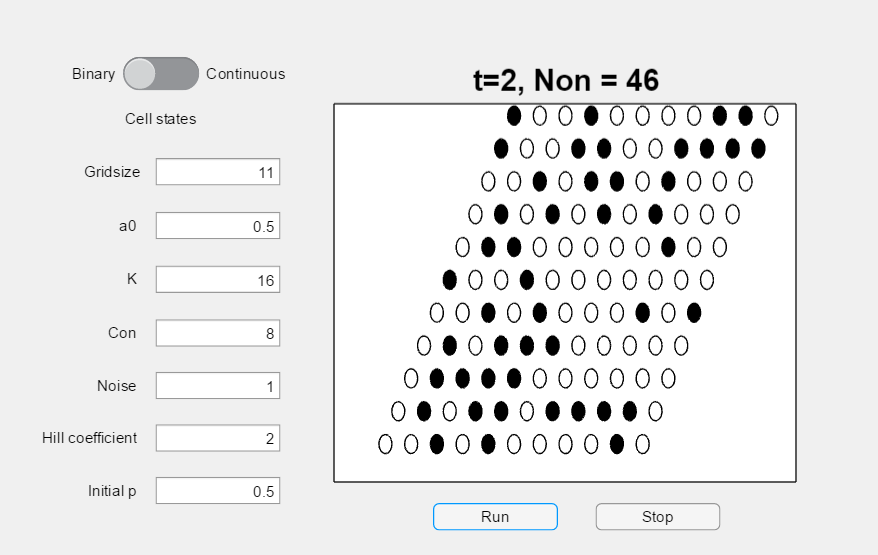 Binary Continuous
Cell states
Gridsize 11
a0 0.5
K 16
Con 8
Noise 1
Hill coefficient 2
Initial p 0.5
t=2, Non = 46
Run Stop